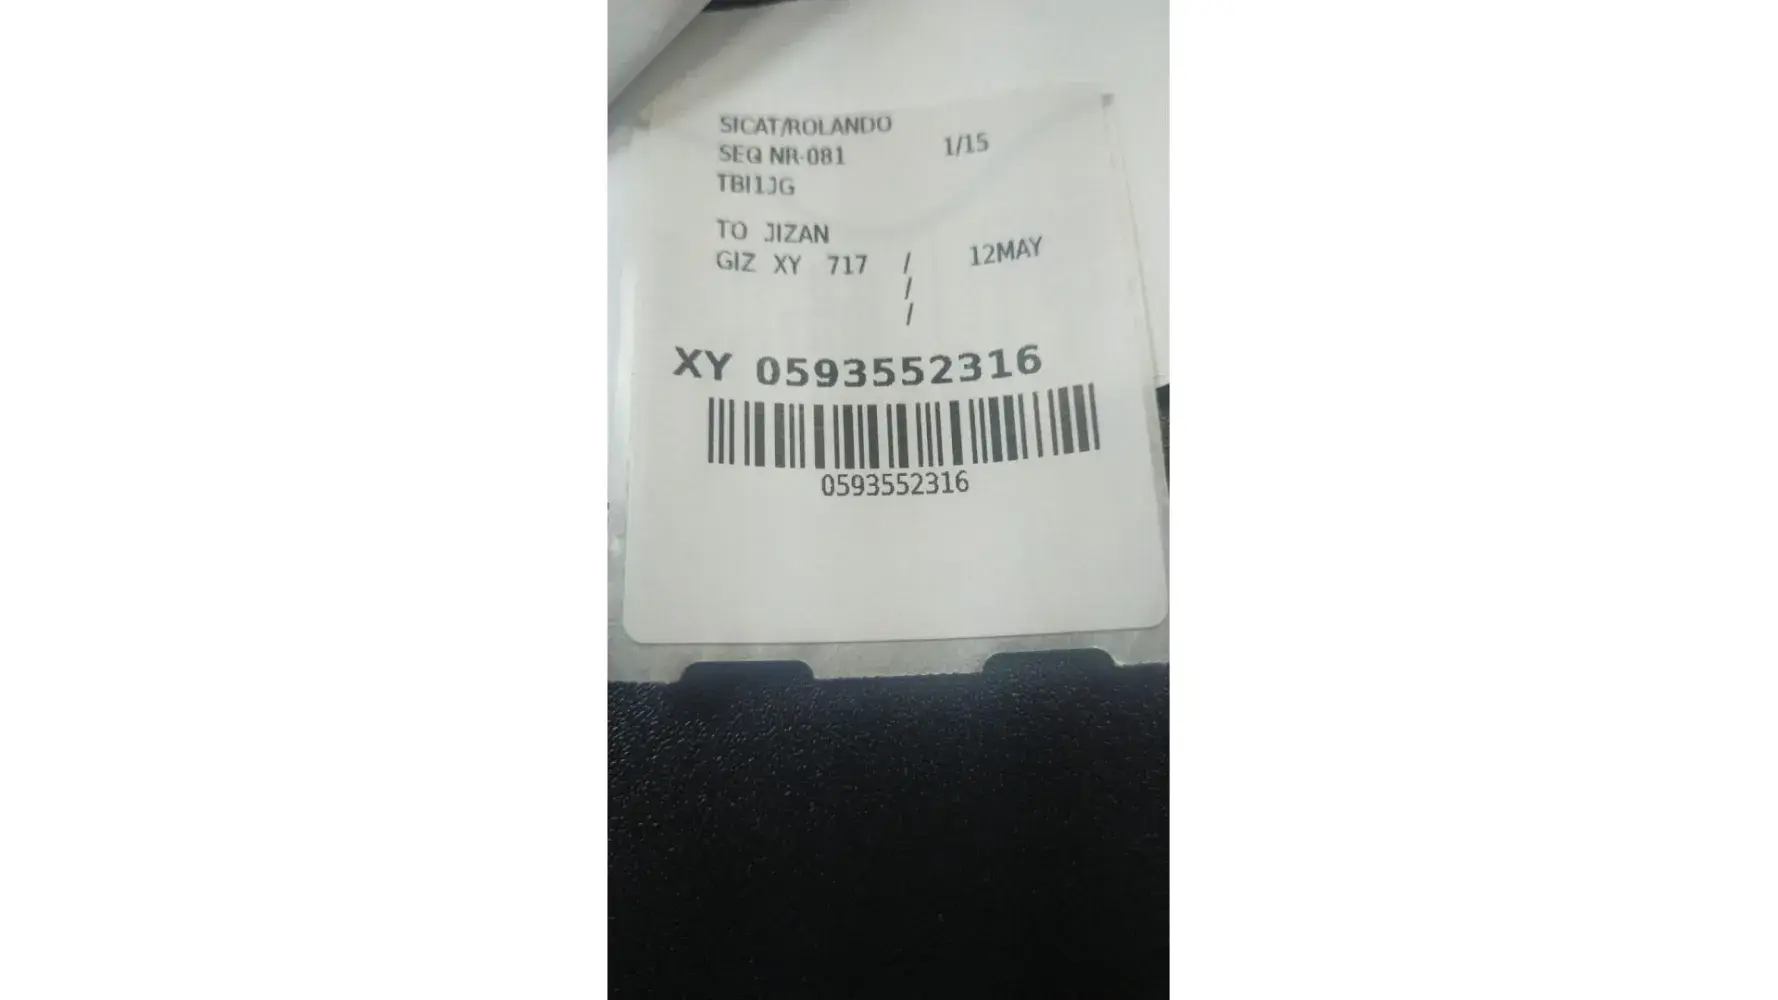 SICAT/ROLANDO
SEQ NR-081 1/15
TBI1JG
TO JIZAN
GIZ XY 717 / 12MAY
/
/
XY 0593552316
0593552316